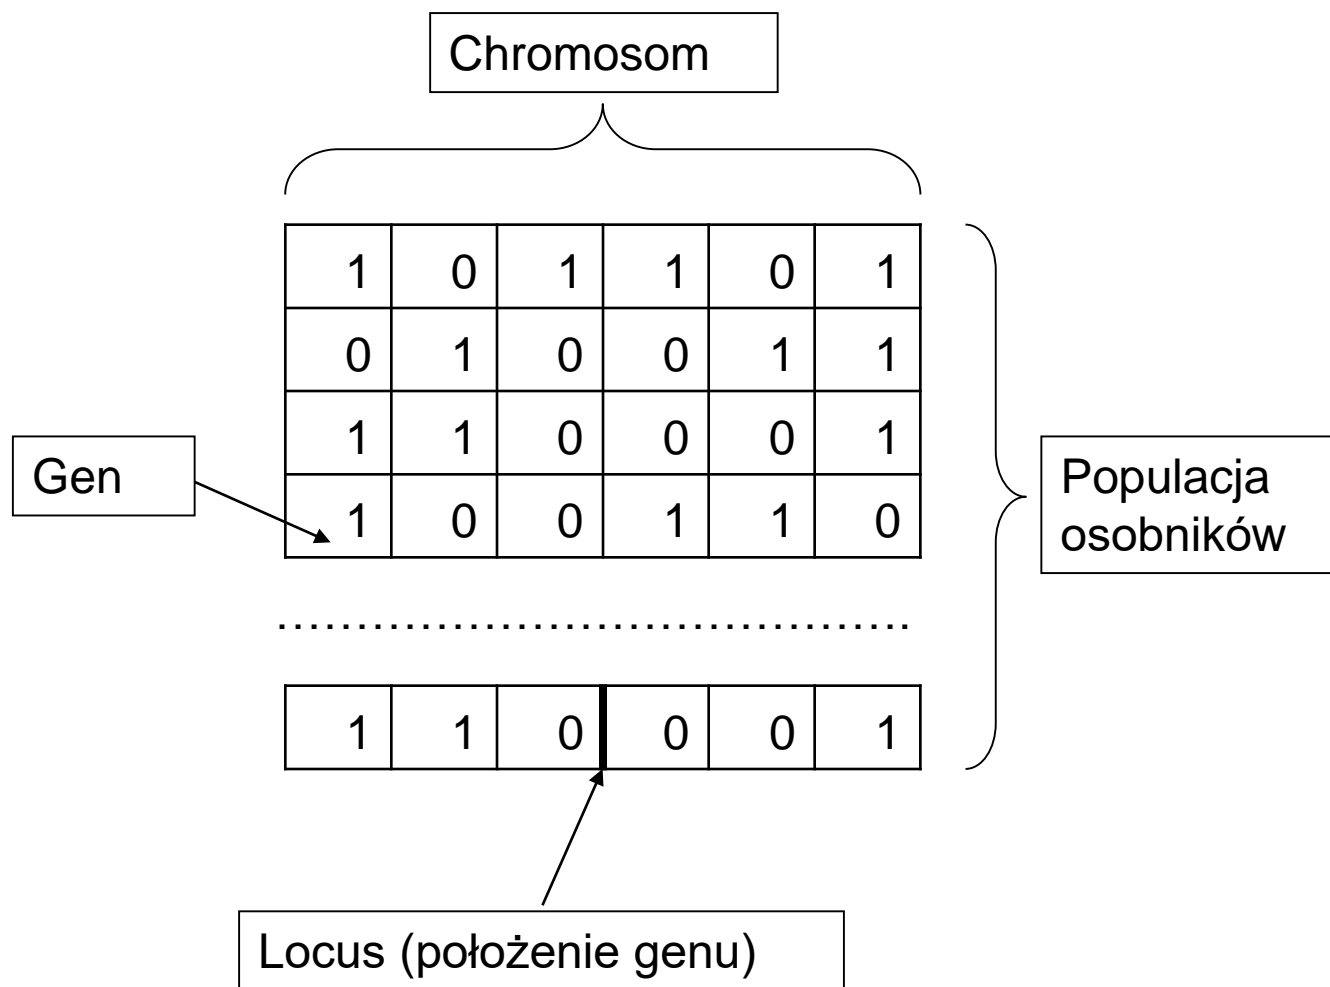 Chromosom
1 0 1 1 0 1
0 1 0 0 1 1
1 1 0 0 0 1
Gen
1 0 0 1 1 0
Populacja
osobników
........................................
1 1 0 0 0 1
Locus (położenie genu)